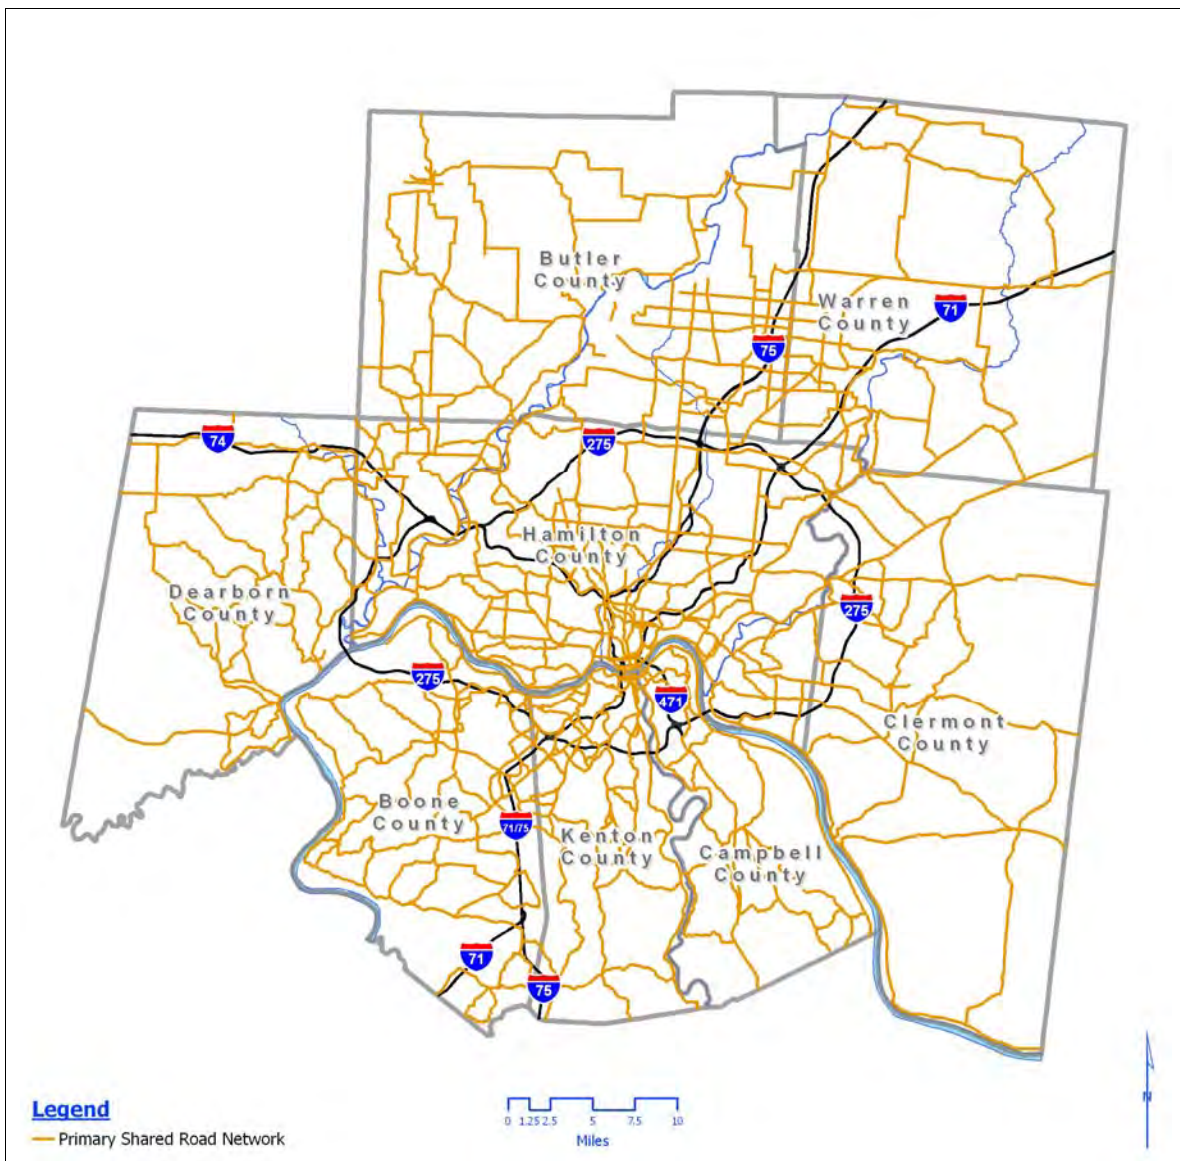 Butler
County
Warren
County
71
75
74
275
Hamilton
County
Dearborn
County
275
275
471
Clermont
County
Boone
County
71/75
Kenton
County
Campbell
County
71
75
N
Legend
Primary Shared Road Network
0 1.25 2.5 5 7.5 10
Miles